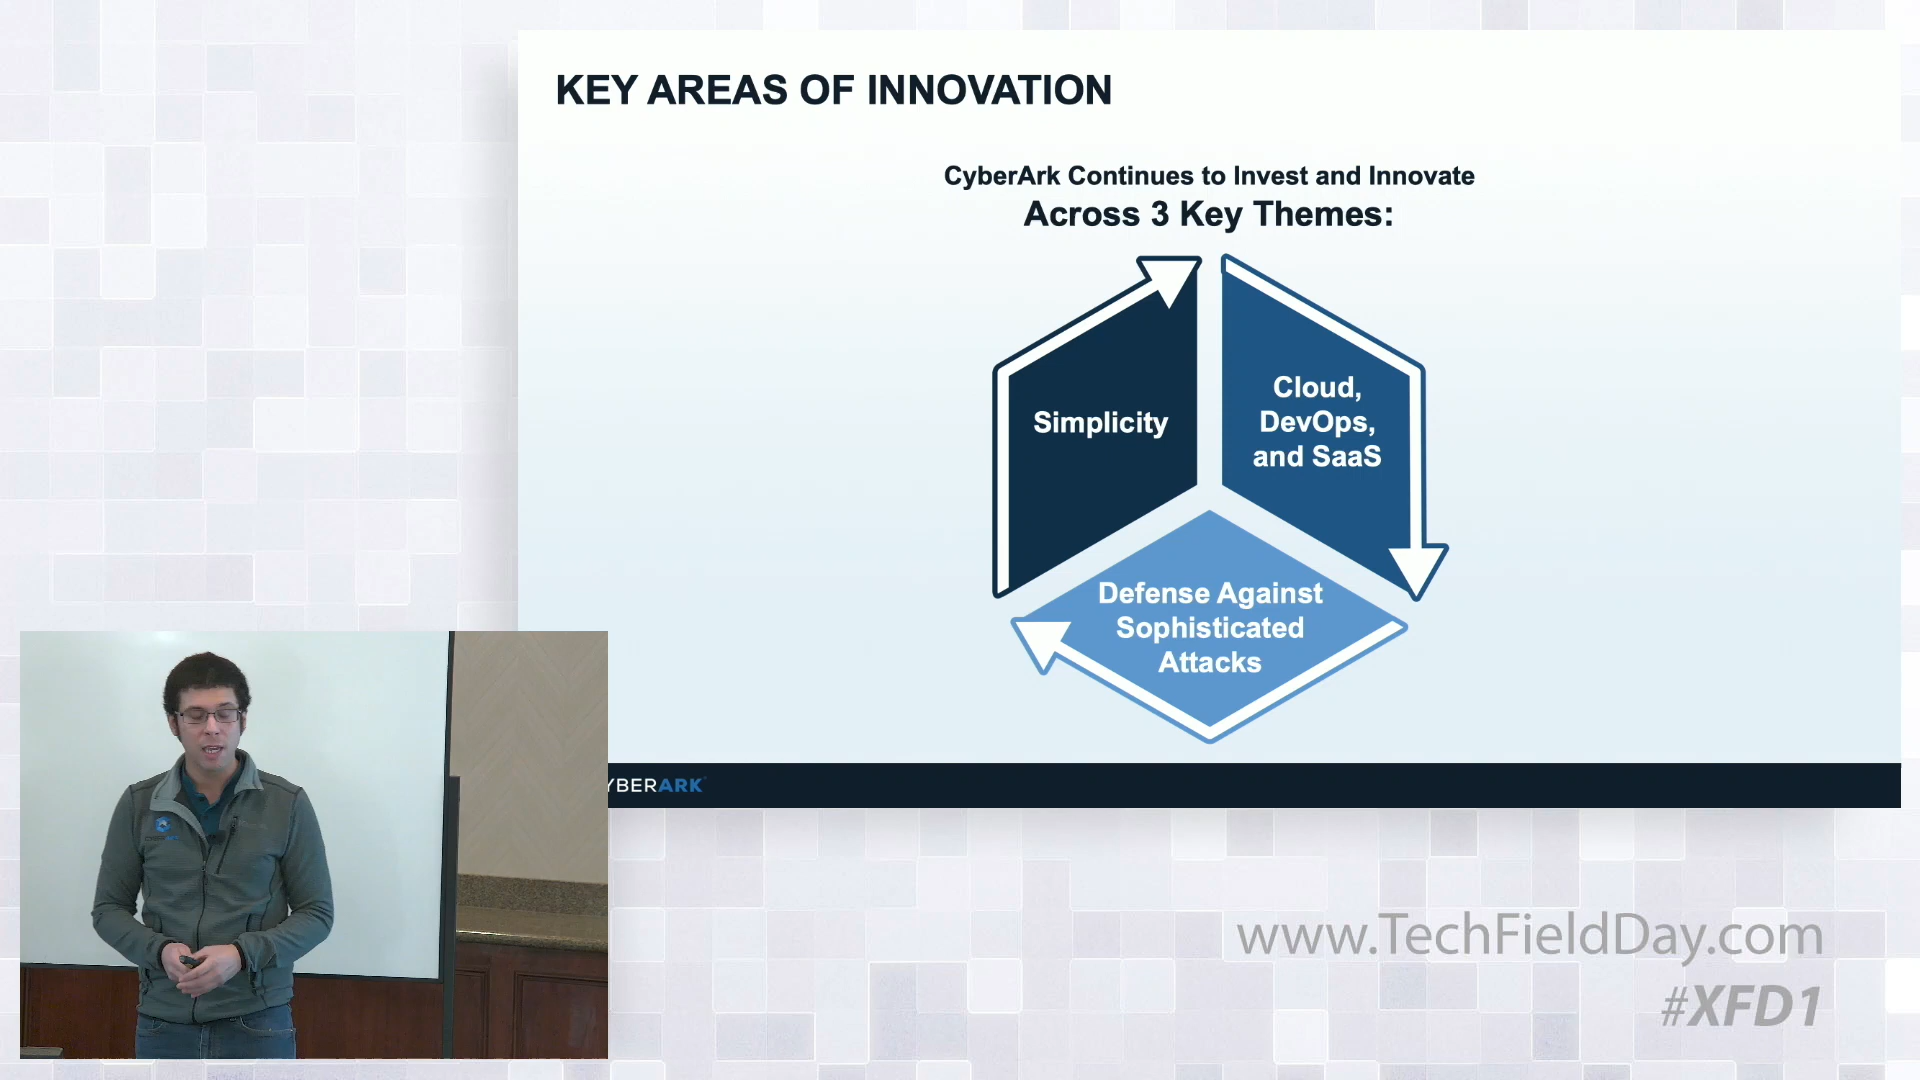 KEY AREAS OF INNOVATION
CyberArk Continues to Invest and Innovate
Across 3 Key Themes:
Simplicity
Cloud,
DevOps,
and SaaS
Defense Against
Sophisticated
Attacks
YBERARK
www.TechFieldDay.com
#XFD1